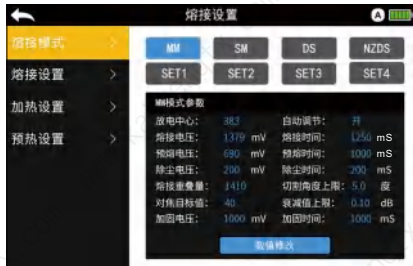 熔接设置 A
熔接模式 >
MM SM DS NZDS
熔接设置 >
SET1 SET2 SET3 SET4
加热设置 >
预热设置 >
MM模式参数
放电中心: 383 自动调节: 开
熔接电压: 1379 mV 熔接时间: 1250 mS
预熔电压: 690 mV 预熔时间: 1000 mS
除尘电压: 200 mV 除尘时间: 200 mS
熔接重叠量: 1410 切割角度上限: 5.0 度
对焦目标值: 40 衰减值上限: 0.10 dB
加固电压: 1000 mV 加固时间: 1000 mS
数值修改